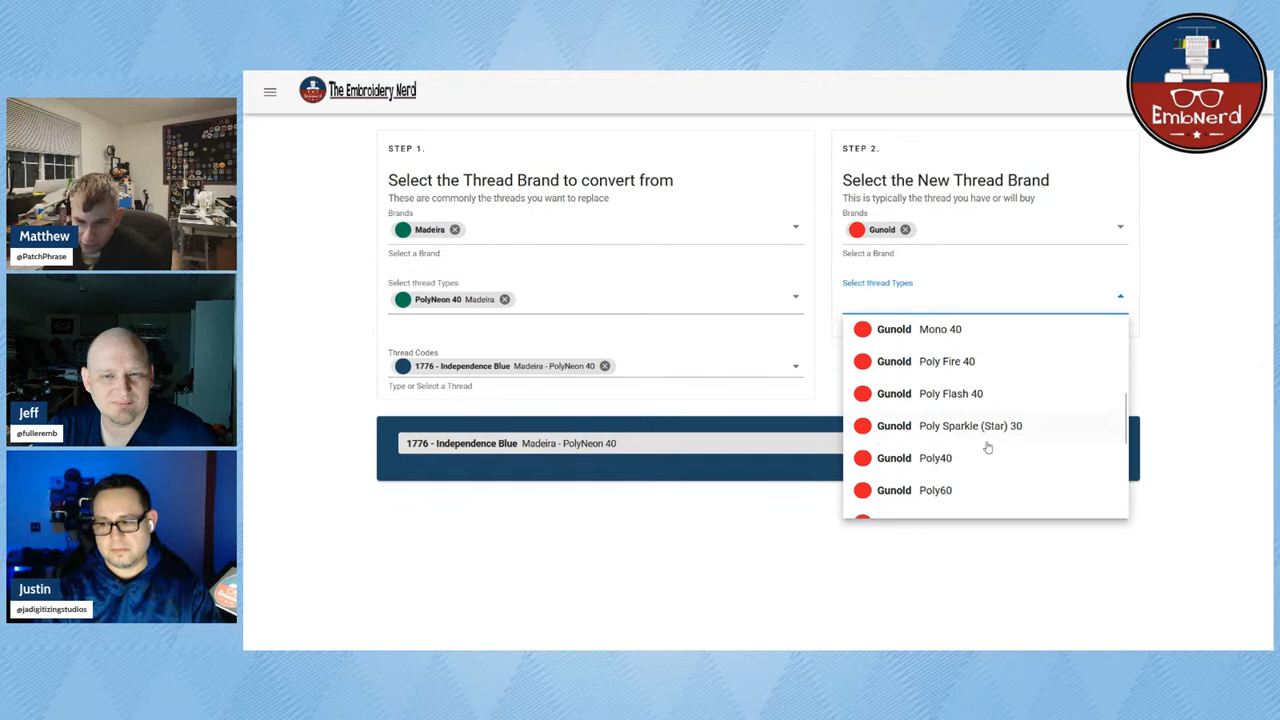 EmbNerd
The Embroidery Nerd
Matthew
@PatchPhrase
Jeff
@fulleremb
Justin
@jadigitizingstudios
STEP 1.
Select the Thread Brand to convert from
These are commonly the threads you want to replace
Brands
Madeira
Select a Brand
Select thread Types
PolyNeon 40 Madeira
Thread Codes
1776 - Independence Blue Madeira - PolyNeon 40
Type or Select a Thread
1776 - Independence Blue Madeira - PolyNeon 40
STEP 2.
Select the New Thread Brand
This is typically the thread you have or will buy
Brands
Gunold
Select a Brand
Select thread Types
Gunold Mono 40
Gunold Poly Fire 40
Gunold Poly Flash 40
Gunold Poly Sparkle (Star) 30
Gunold Poly40
Gunold Poly60